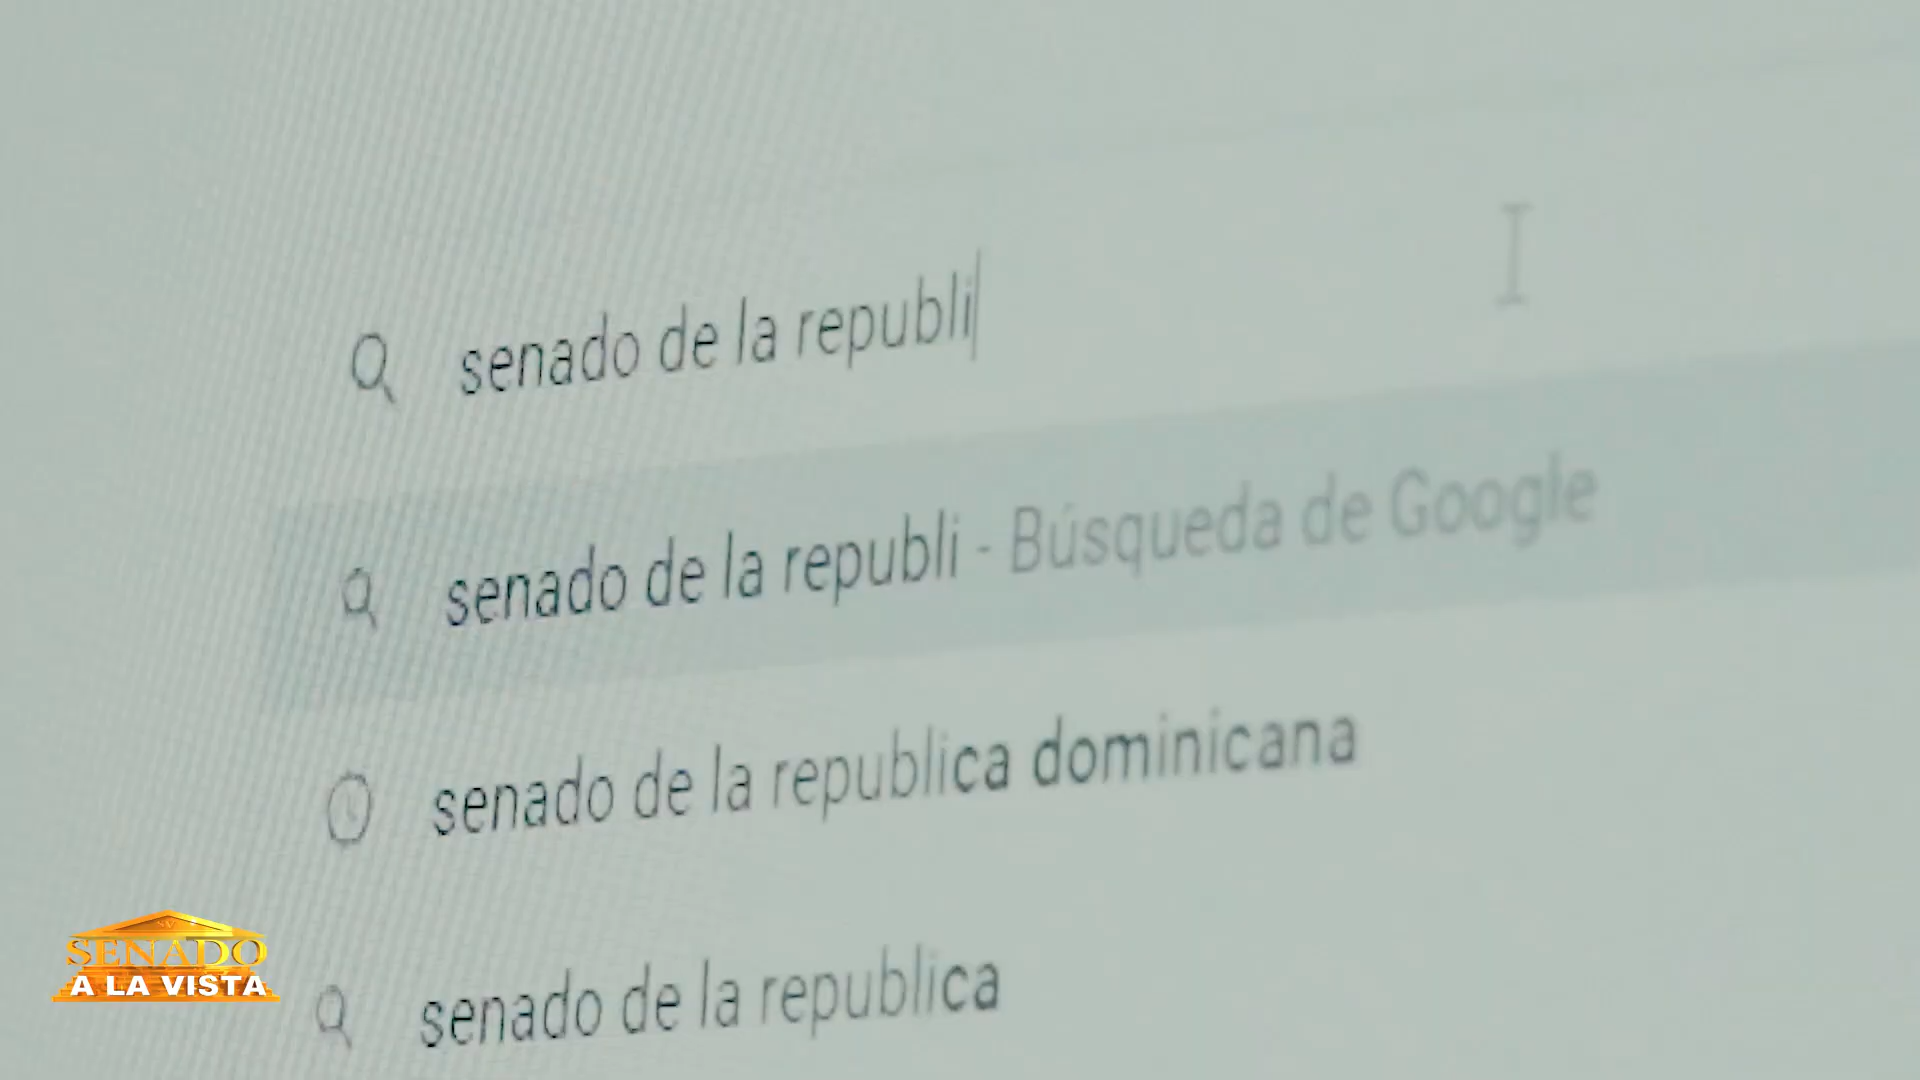 senado de la republi
senado de la republi - Búsqueda de Google
senado de la republica dominicana
senado de la republica
SENADO
A LA VISTA